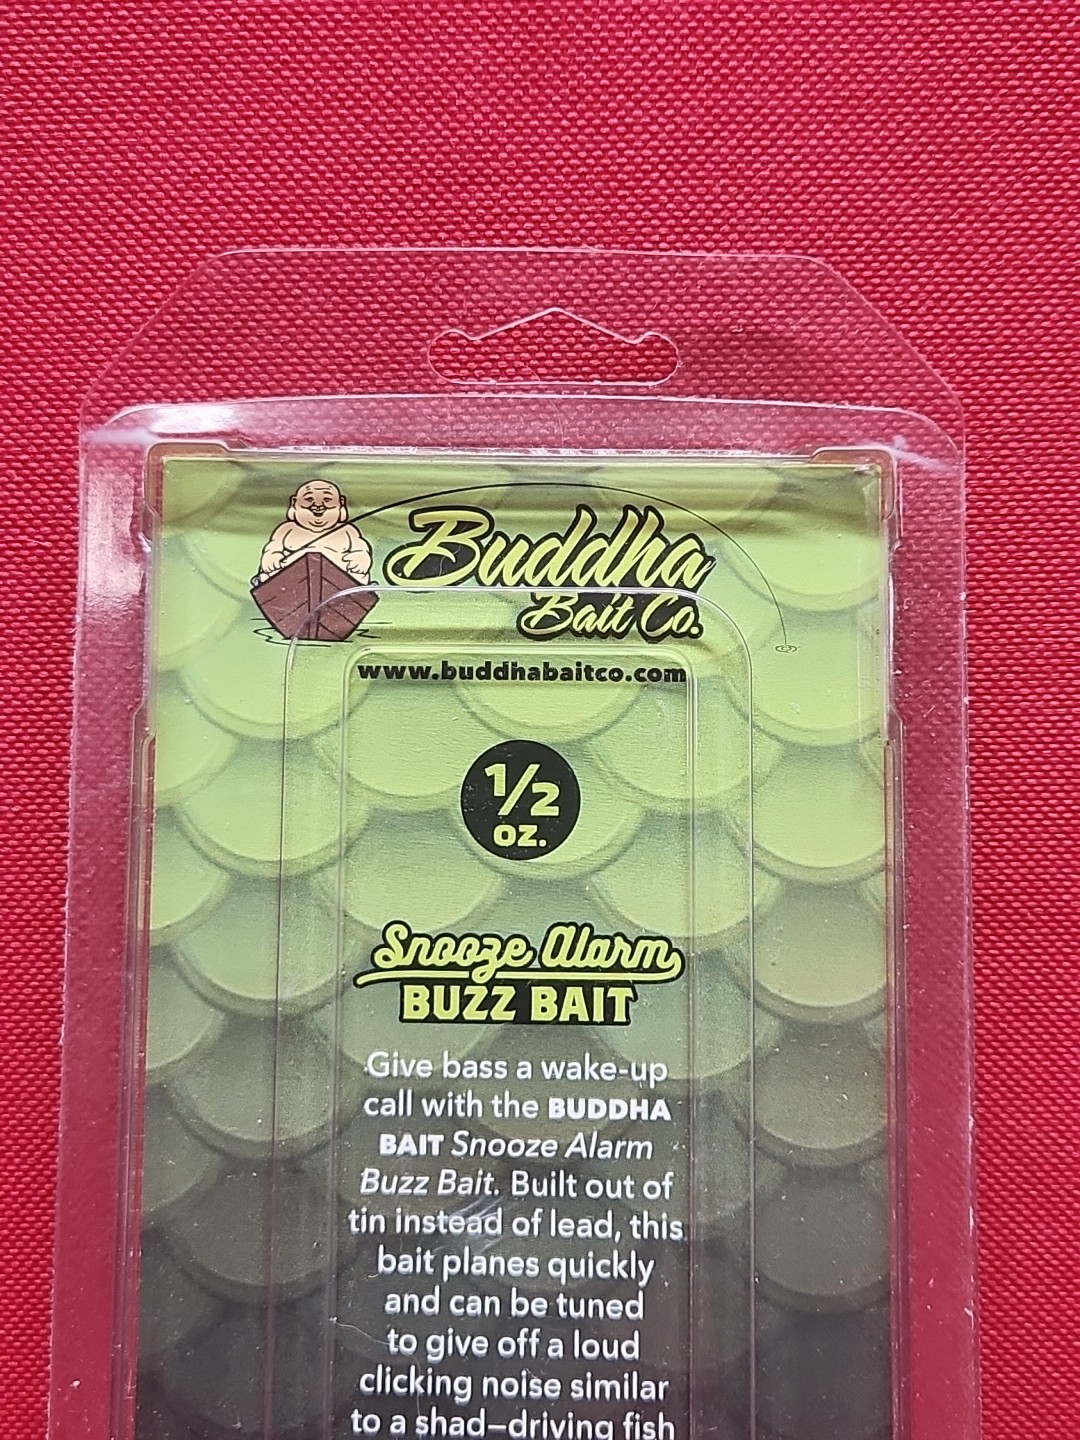 Buddha
Bait Co.
www.buddhabaitco.com
1/2
OZ.
Snooze Alarm
BUZZ BAIT
Give bass a wake-up
call with the BUDDHA
BAIT Snooze Alarm
Buzz Bait. Built out of
tin instead of lead, this
bait planes quickly
and can be tuned
to give off a loud
clicking noise similar
to a shad—driving fish